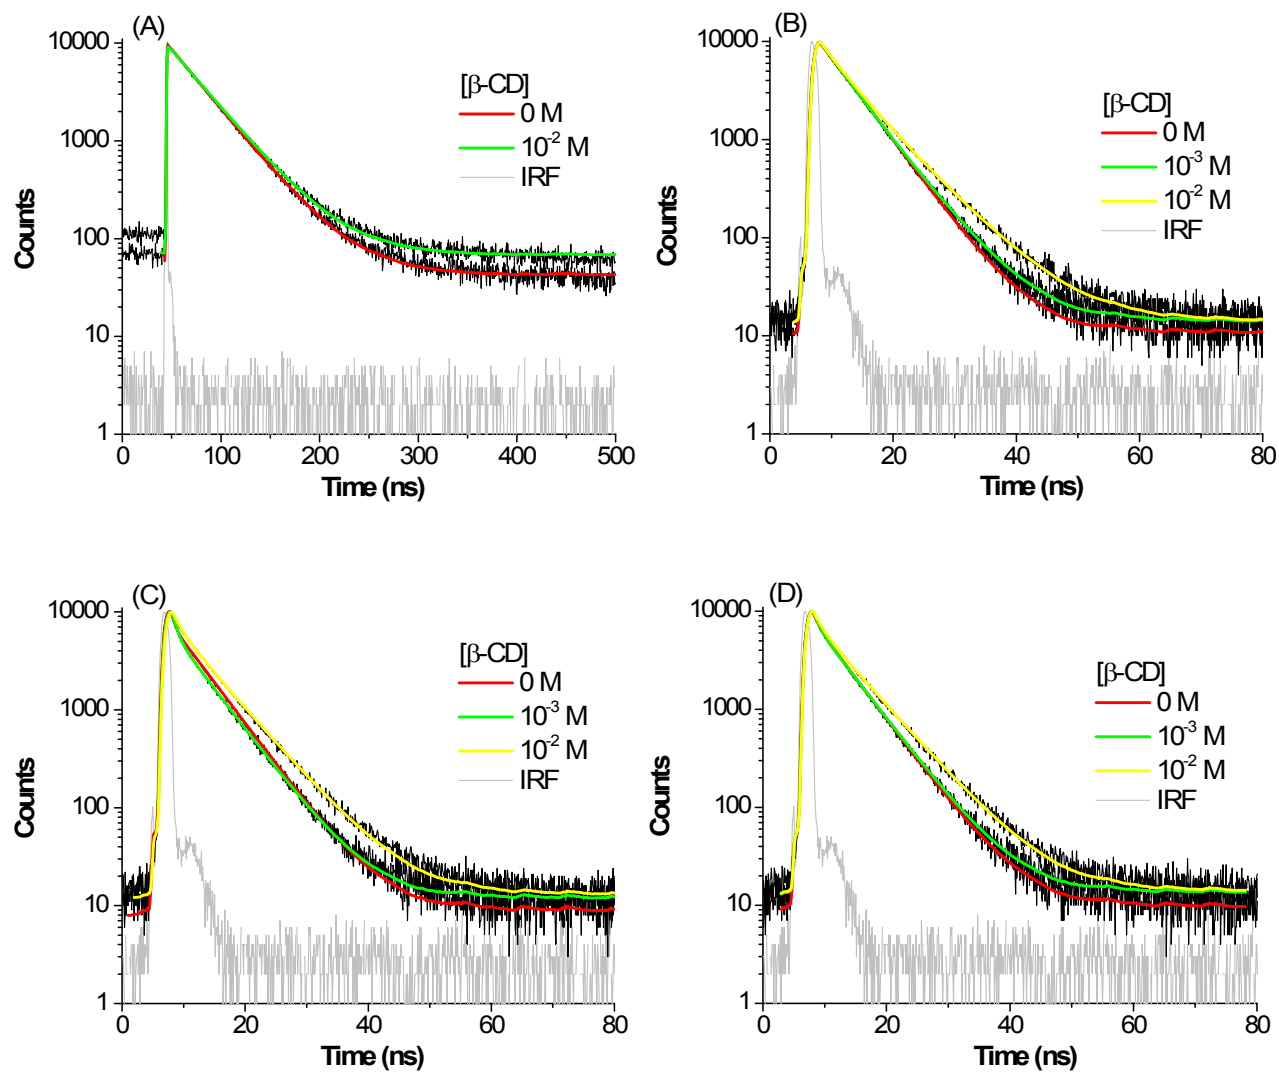 (A)
10000
1000
100
10
1
Counts
[β-CD]
0 M
10⁻² M
IRF
0 100 200 300 400 500
Time (ns)
(B)
10000
1000
100
10
1
Counts
[β-CD]
0 M
10⁻³ M
10⁻² M
IRF
0 20 40 60 80
Time (ns)
(C)
10000
1000
100
10
1
Counts
[β-CD]
0 M
10⁻³ M
10⁻² M
IRF
0 20 40 60 80
Time (ns)
(D)
10000
1000
100
10
1
Counts
[β-CD]
0 M
10⁻³ M
10⁻² M
IRF
0 20 40 60 80
Time (ns)